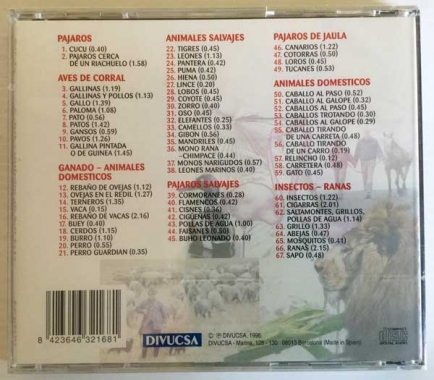 PAJAROS
1. CUCU (0.40)
2. PAJAROS CERCA
DE UN RIACHUELO (1.58)
AVES DE CORRAL
3. GALLINAS (1.19)
4. GALLINAS Y POLLOS (1.13)
5. GALLO (1.39)
6. PALOMA (1.08)
7. PATO (0.56)
8. PATOS (1.42)
9. GANSOS (0.59)
10. PAVOS (1.26)
11. GALLINA PINTADA
O DE GUINEA (1.45)
GANADO – ANIMALES
DOMESTICOS
12. REBAÑO DE OVEJAS (1.12)
13. OVEJAS EN EL REDIL (1.27)
14. TERNEROS (1.35)
15. VACA (0.15)
16. REBAÑO DE VACAS (2.16)
17. BUEY (0.40)
18. CERDOS (1.15)
19. BURRO (1.10)
20. PERRO (0.55)
21. PERRO GUARDIAN (0.35)
ANIMALES SALVAJES
22. TIGRES (0.45)
23. LEONES (1.13)
24. PANTERA (0.42)
25. PUMA (0.42)
26. HIENA (0.50)
27. LINCE (0.20)
28. LOBOS (0.45)
29. COYOTE (0.45)
30. ZORRO (0.40)
31. OSO (0.45)
32. ELEFANTES (0.25)
33. CAMELLOS (0.33)
34. GIBON (0.56)
35. MANDRILES (0.45)
36. MONO RANA
-CHIMPACE (0.44)
37. MONOS NARIGUDOS (0.57)
38. LEONES MARINOS (0.40)
PAJAROS SALVAJES
39. CORMORANES (0.28)
40. FLAMENCOS (0.42)
41. CISNES (0.36)
42. CIGÜEÑAS (0.42)
43. POLLAS DE AGUA (1.00)
44. FAISANES (0.50)
45. BUHO LEONADO (0.40)
PAJAROS DE JAULA
46. CANARIOS (1.22)
47. COTORRAS (0.50)
48. LOROS (0.45)
49. TUCANES (0.53)
ANIMALES DOMESTICOS
50. CABALLO AL PASO (0.52)
51. CABALLO AL GALOPE (0.32)
52. CABALLOS AL PASO (0.45)
53. CABALLOS TROTANDO (0.30)
54. CABALLOS AL GALOPE (0.29)
55. CABALLO TIRANDO
DE UNA CARRETA (0.48)
56. CABALLO TIRANDO
DE UN CARRO (0.19)
57. RELINCHO (0.12)
58. CARRETERA (0.48)
59. GATO (0.45)
INSECTOS – RANAS
60. INSECTOS (1.22)
61. CIGARRAS (2.01)
62. SALTAMONTES, GRILLOS,
POLLAS DE AGUA (1.14)
63. GRILLO (1.33)
64. ABEJAS (0.47)
65. MOSQUITOS (0.41)
66. RANAS (2.15)
67. SAPO (0.48)
8 423646 321681
DIVUCSA
© ℗ DIVUCSA, 1996
DIVUCSA - Marina, 128 - 130 08013 Barcelona (Made in Spain)